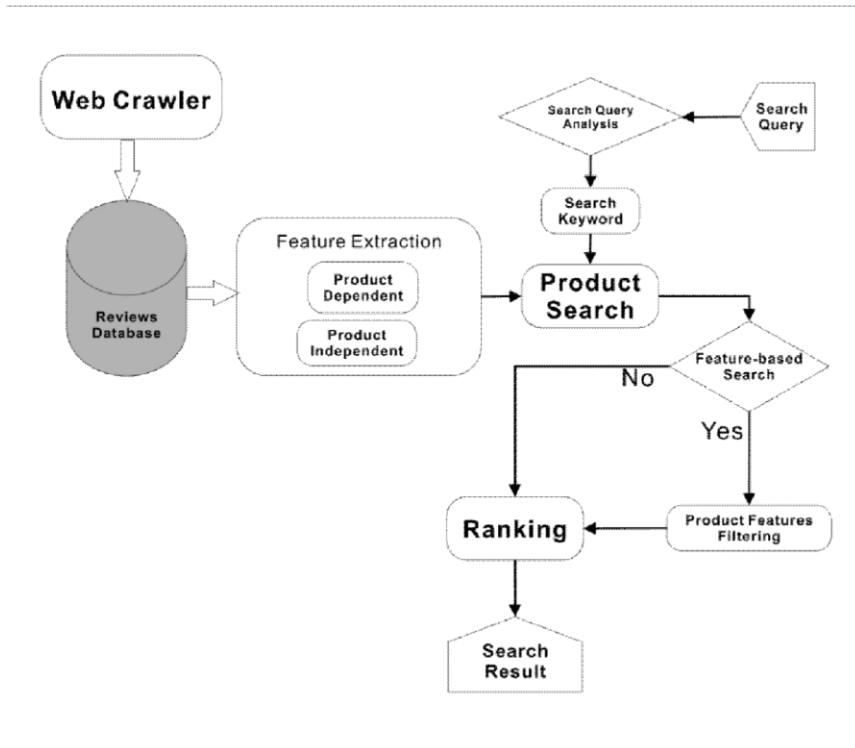 Web Crawler
Search Query
Analysis
Search
Query
Search
Keyword
Feature Extraction
Product
Dependent
Product
Search
Reviews
Database
Product
Independent
Feature-based
Search
No
Yes
Ranking
Product Features
Filtering
Search
Result